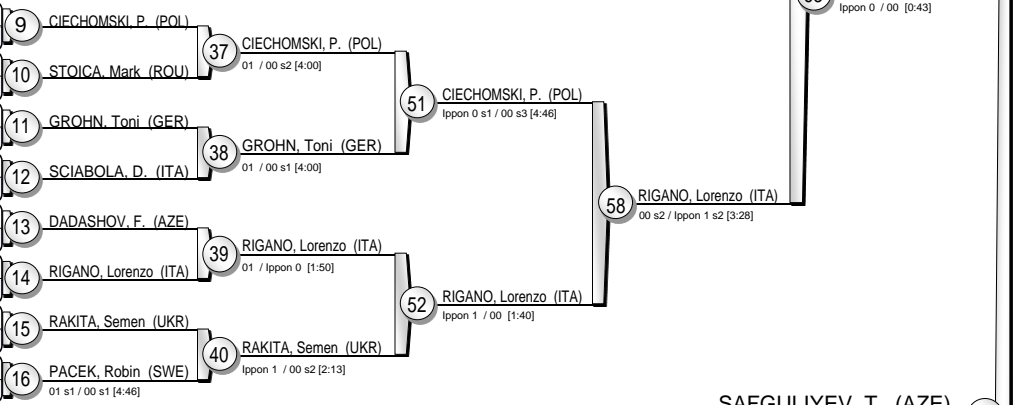 Ippon 0 / 00 [0:43]
9 CIECHOMSKI, P. (POL)
37 CIECHOMSKI, P. (POL)
01 / 00 s2 [4:00]
10 STOICA, Mark (ROU)
51 CIECHOMSKI, P. (POL)
Ippon 0 s1 / 00 s3 [4:46]
11 GROHN, Toni (GER)
38 GROHN, Toni (GER)
01 / 00 s1 [4:00]
12 SCIABOLA, D. (ITA)
58 RIGANO, Lorenzo (ITA)
00 s2 / Ippon 1 s2 [3:28]
13 DADASHOV, F. (AZE)
39 RIGANO, Lorenzo (ITA)
01 / Ippon 0 [1:50]
14 RIGANO, Lorenzo (ITA)
52 RIGANO, Lorenzo (ITA)
Ippon 1 / 00 [1:40]
15 RAKITA, Semen (UKR)
40 RAKITA, Semen (UKR)
Ippon 1 / 00 s2 [2:13]
16 PACEK, Robin (SWE)
01 s1 / 00 s1 [4:46]
SAFGULIYEV, T. (AZE)